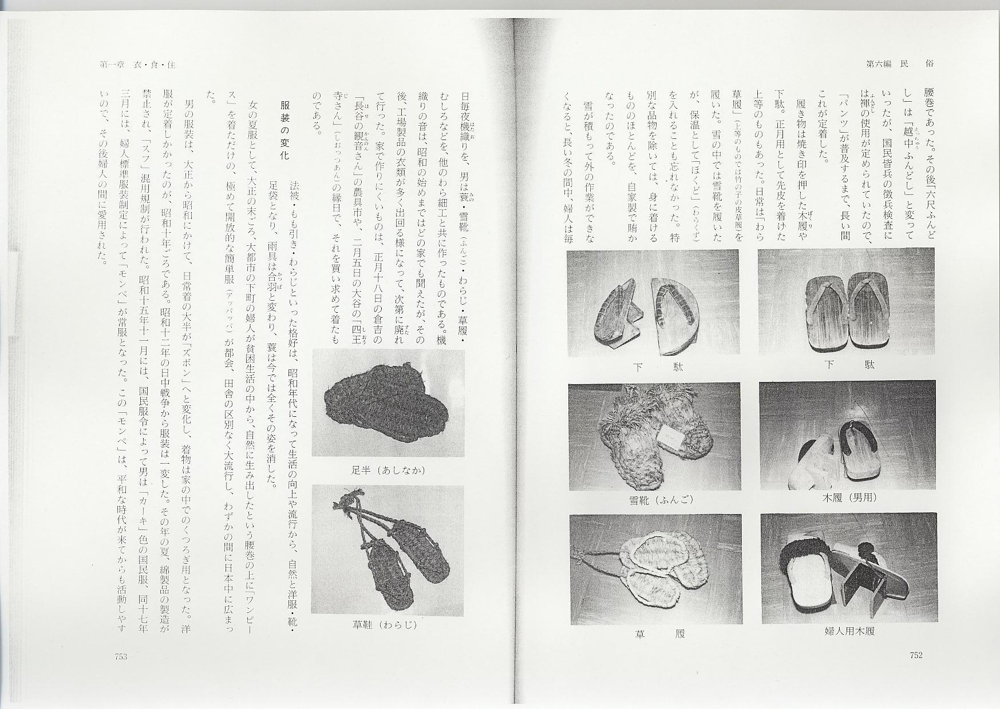 第六編　民　　俗
腰巻であった。その後「六尺ふんど
し」は「越中ふんどし」と変って
いったが、国民皆兵の徴兵検査に
は褌の使用が定められていたので、
「パンツ」が普及するまで、長い間
これが定着した。
履き物は焼き印を押した木履や
下駄。正月用として先皮を着けた
上等のものもあった。日常は「わら
草履」（上等のものでは竹の子の皮草履）を
履いた。雪の中では雪靴を履いた
が、保温として「ほくど」（わらくず）
を入れることも忘れなかった。特
別な品物を除いては、身に着ける
もののほとんどを、自家製で賄か
なったのである。
雪が積もって外の作業ができな
くなると、長い冬の間中、婦人は毎
下　　駄
下　　駄
木履（男用）
雪靴（ふんご）
婦人用木履
草　　履
752
第一章　衣・食・住
日毎夜機織りを、男は蓑・雪靴（ふんご）・わらじ・草履・
むしろなどを、他のわら細工と共に作ったものである。機
織りの音は、昭和の始めまではどの家でも聞えたが、その
後、工場製品の衣類が多く出回る様になって、次第に廃れ
て行った。家で作りにくいものは、正月十八日の倉吉の
「長谷の観音さん」の農具市や、二月五日の大谷の「四王
寺さん」（しおっつあん）の縁日で、それを買い求めて着たも
のである。
足半（あしなか）
草鞋（わらじ）
服装の変化
法被・もも引き・わらじといった格好は、昭和年代になって生活の向上や流行から、自然と洋服・靴・
足袋となり、雨具は合羽と変わり、蓑は今では全くその姿を消した。
女の夏服として、大正の末ごろ、大都市の下町の婦人が貧困生活の中から、自然に生み出したという腰巻の上に「ワンピー
ス」を着ただけの、極めて開放的な簡単服（アッパッパ）が都会、田舎の区別なく大流行し、わずかの間に日本中に広まっ
た。
男の服装は、大正から昭和にかけて、日常着の大半が「ズボン」へと変化し、着物は家の中でのくつろぎ用となった。洋
服が定着しかかったのが、昭和十年ごろである。昭和十二年の日中戦争から服装は一変した。その年の夏、綿製品の製造が
禁止され、「スフ」混用規制が行われた。昭和十五年十一月には、国民服令によって男は「カーキ」色の国民服、同十七年
三月には、婦人標準服装制定によって「モンペ」が常服となった。この「モンペ」は、平和な時代が来てからも活動しやす
いので、その後婦人の間に愛用された。
753